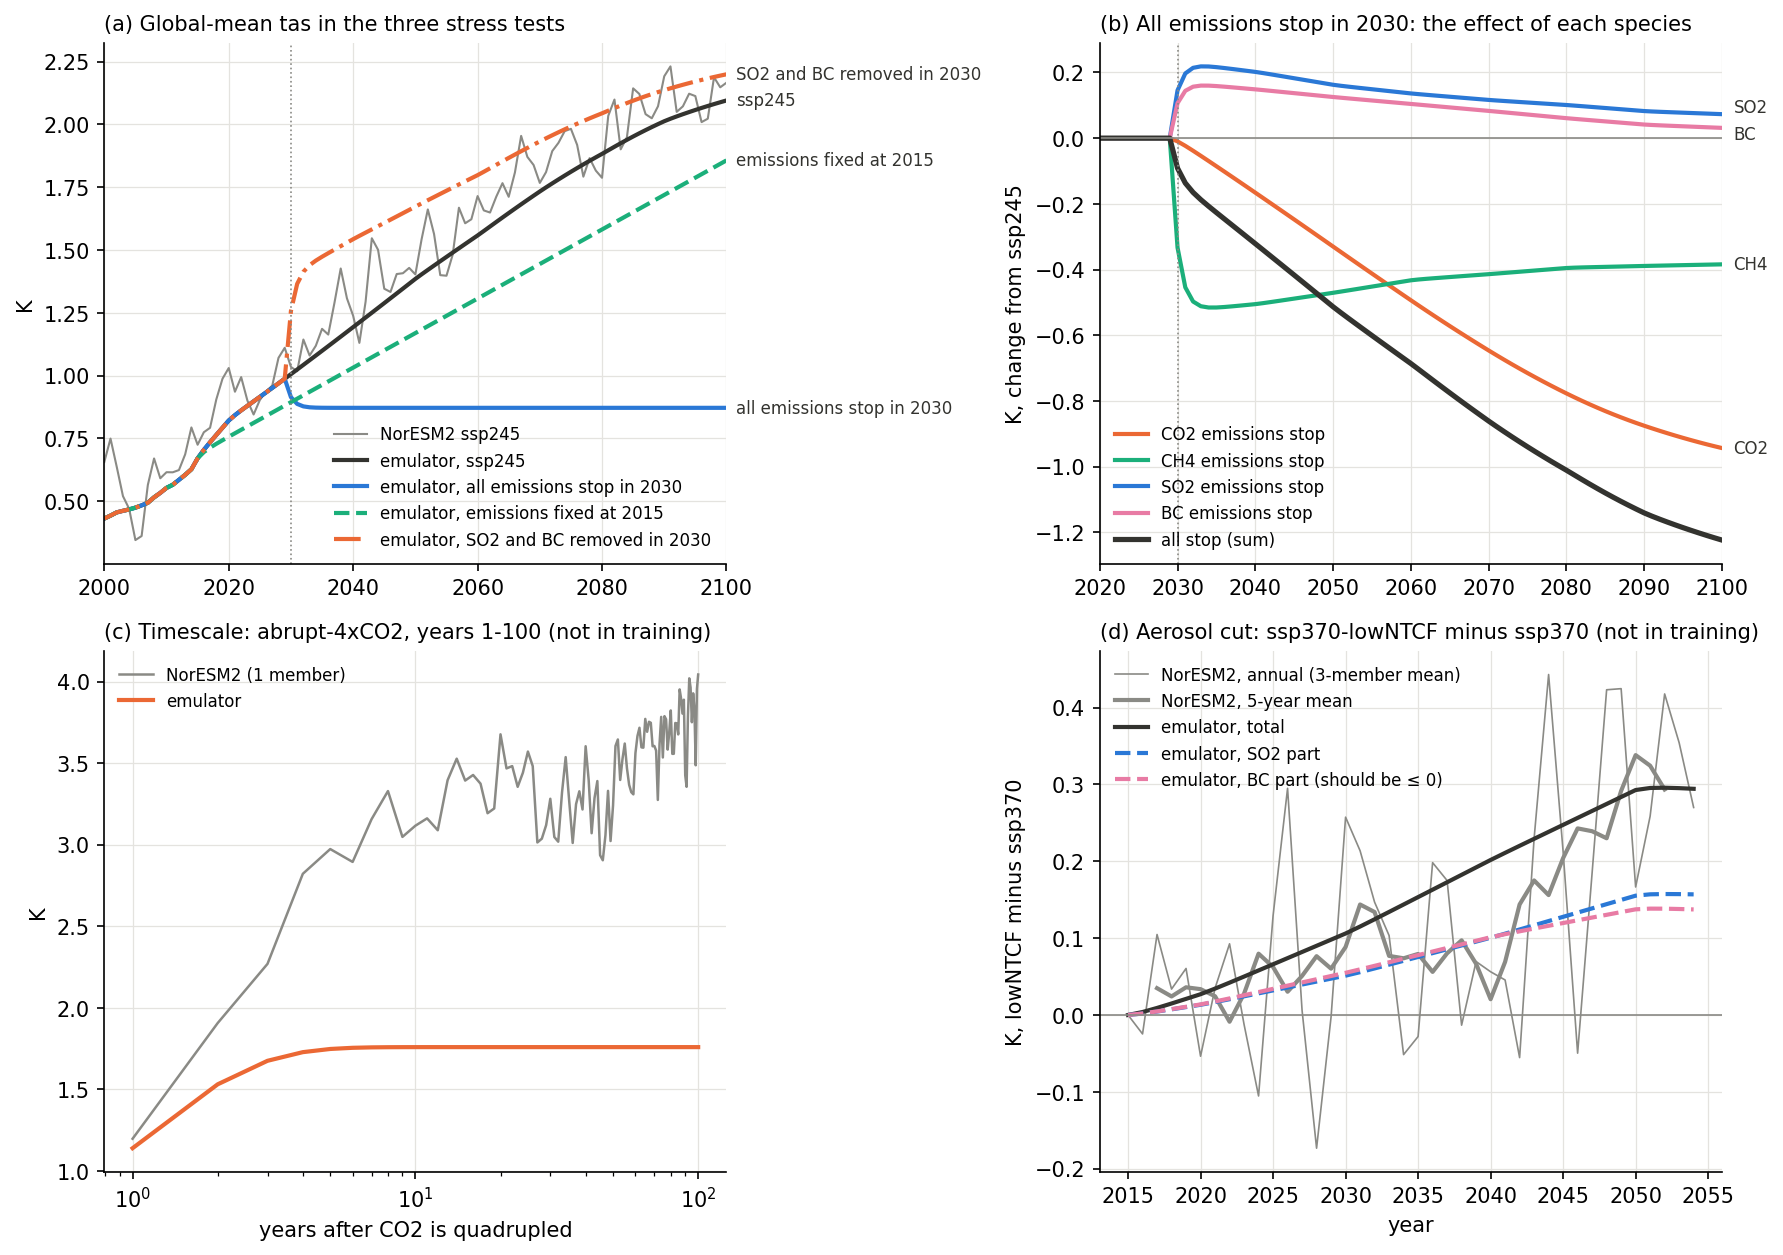 (a) Global-mean tas in the three stress tests
K
2.25
2.00
1.75
1.50
1.25
1.00
0.75
0.50
2000
2020
2040
2060
2080
2100
SO2 and BC removed in 2030
ssp245
emissions fixed at 2015
all emissions stop in 2030
NorESM2 ssp245
emulator, ssp245
emulator, all emissions stop in 2030
emulator, emissions fixed at 2015
emulator, SO2 and BC removed in 2030
(b) All emissions stop in 2030: the effect of each species
K, change from ssp245
0.2
0.0
−0.2
−0.4
−0.6
−0.8
−1.0
−1.2
2020
2030
2040
2050
2060
2070
2080
2090
2100
SO2
BC
CH4
CO2
CO2 emissions stop
CH4 emissions stop
SO2 emissions stop
BC emissions stop
all stop (sum)
(c) Timescale: abrupt-4xCO2, years 1-100 (not in training)
K
4.0
3.5
3.0
2.5
2.0
1.5
1.0
10⁰
10¹
10²
years after CO2 is quadrupled
NorESM2 (1 member)
emulator
(d) Aerosol cut: ssp370-lowNTCF minus ssp370 (not in training)
K, lowNTCF minus ssp370
0.4
0.3
0.2
0.1
0.0
−0.1
−0.2
2015
2020
2025
2030
2035
2040
2045
2050
2055
year
NorESM2, annual (3-member mean)
NorESM2, 5-year mean
emulator, total
emulator, SO2 part
emulator, BC part (should be ≤ 0)